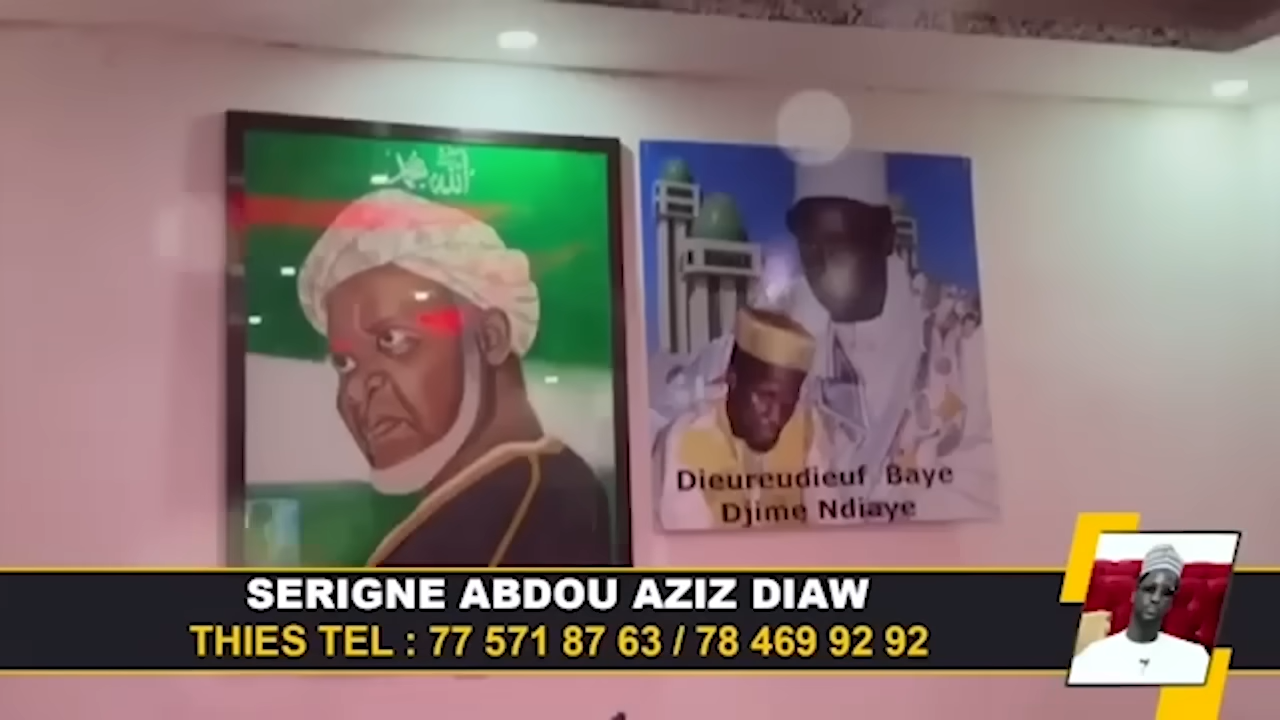 الله محمد
Dieureudieuf Baye
Djime Ndiaye
SERIGNE ABDOU AZIZ DIAW
THIES TEL : 77 571 87 63 / 78 469 92 92